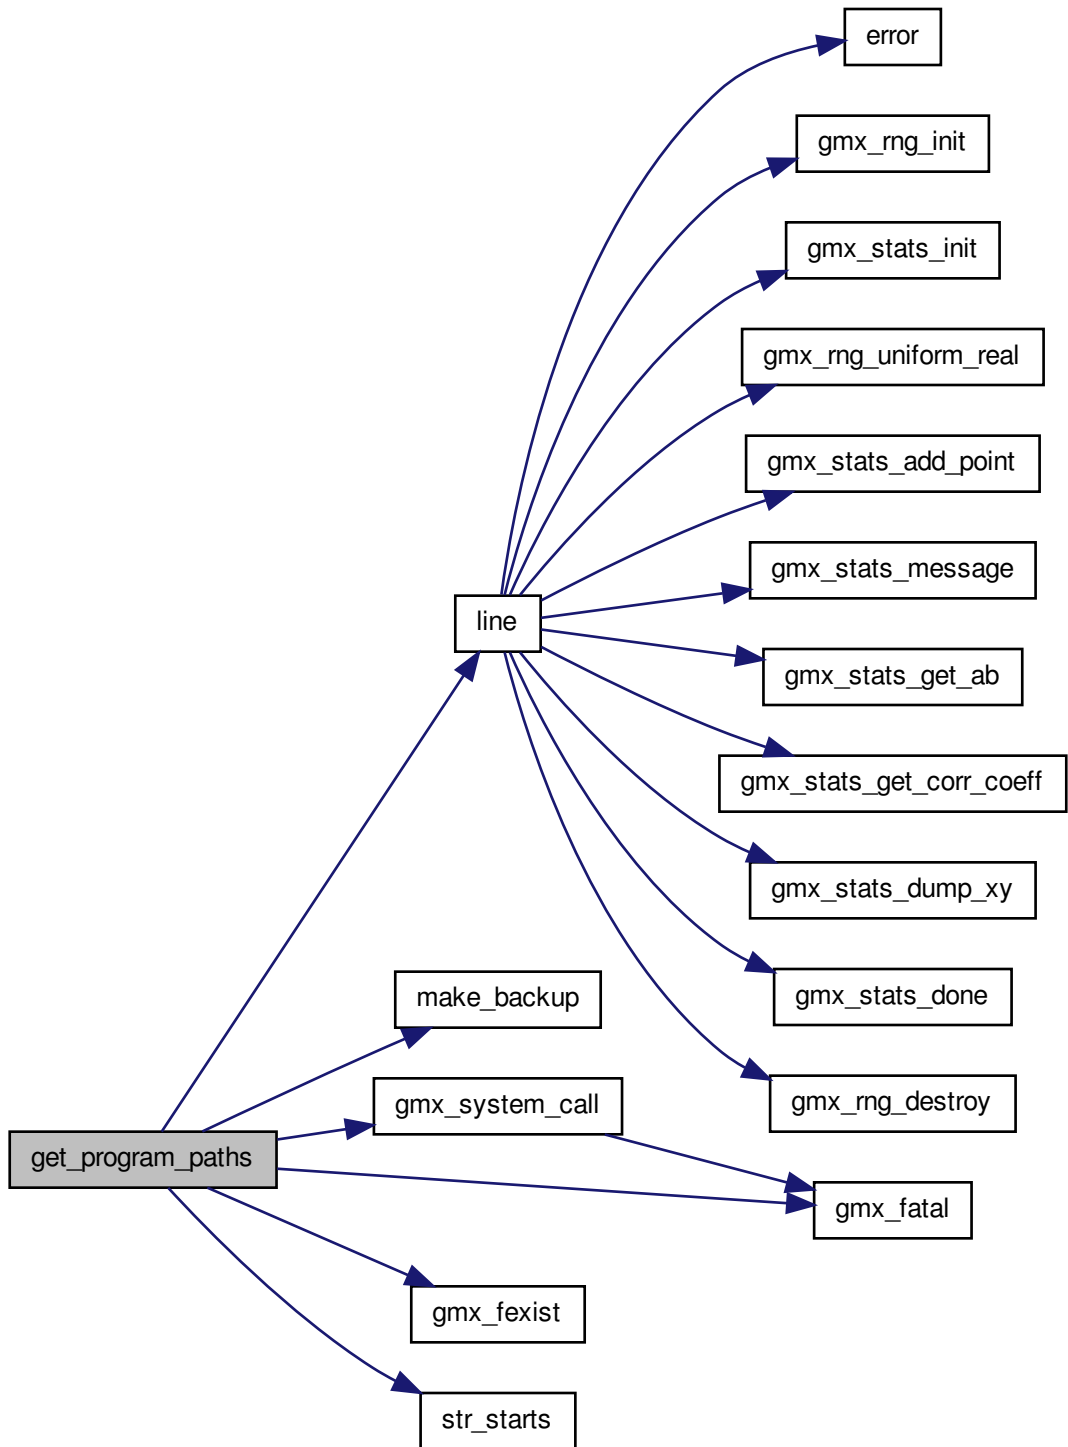 error
gmx_rng_init
gmx_stats_init
gmx_rng_uniform_real
gmx_stats_add_point
gmx_stats_message
line
gmx_stats_get_ab
gmx_stats_get_corr_coeff
gmx_stats_dump_xy
make_backup
gmx_stats_done
gmx_system_call
gmx_rng_destroy
get_program_paths
gmx_fatal
gmx_fexist
str_starts